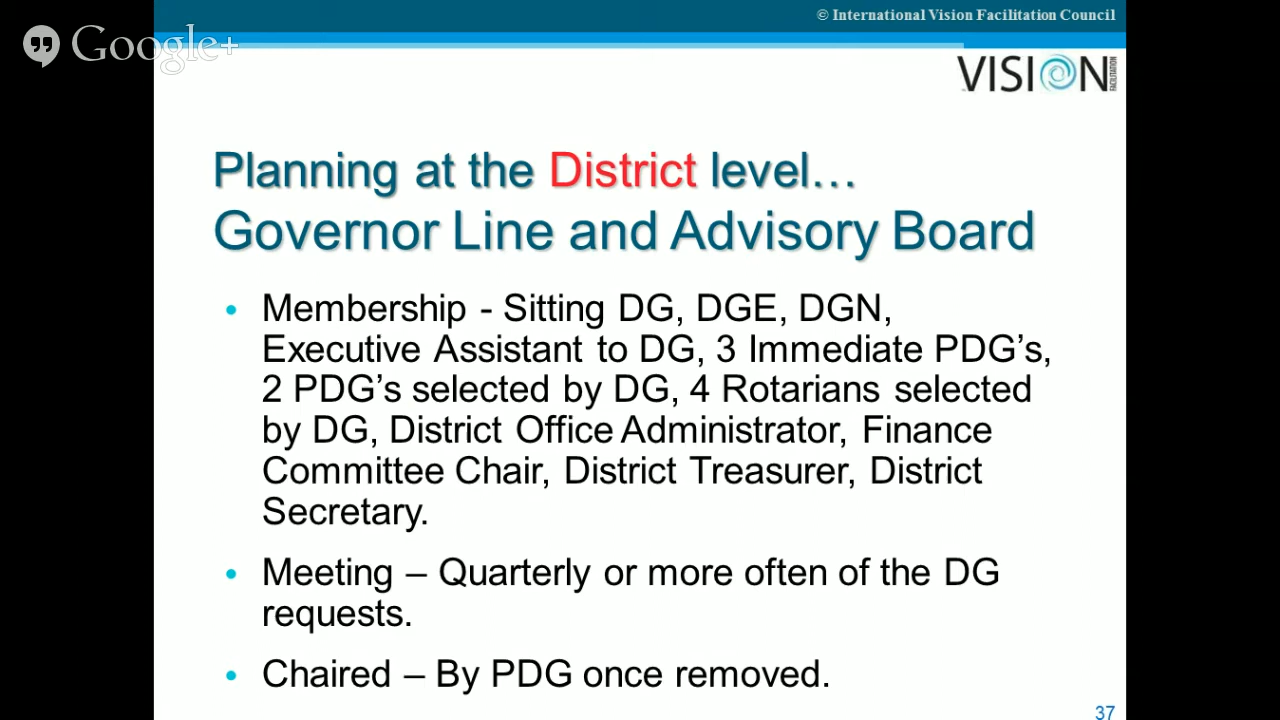 © International Vision Facilitation Council
Google+
VISION
FACILITATION
Planning at the District level…
Governor Line and Advisory Board
• Membership - Sitting DG, DGE, DGN,
Executive Assistant to DG, 3 Immediate PDG’s,
2 PDG’s selected by DG, 4 Rotarians selected
by DG, District Office Administrator, Finance
Committee Chair, District Treasurer, District
Secretary.
• Meeting – Quarterly or more often of the DG
requests.
• Chaired – By PDG once removed.
37